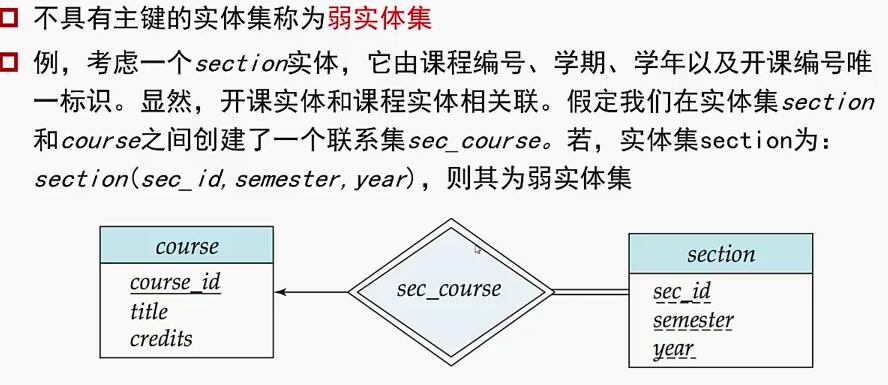 不具有主键的实体集称为弱实体集
例，考虑一个section实体，它由课程编号、学期、学年以及开课编号唯
一标识。显然，开课实体和课程实体相关联。假定我们在实体集section
和course之间创建了一个联系集sec_course。若，实体集section为：
section(sec_id,semester,year)，则其为弱实体集
course
course_id
title
credits
sec_course
section
sec_id
semester
year